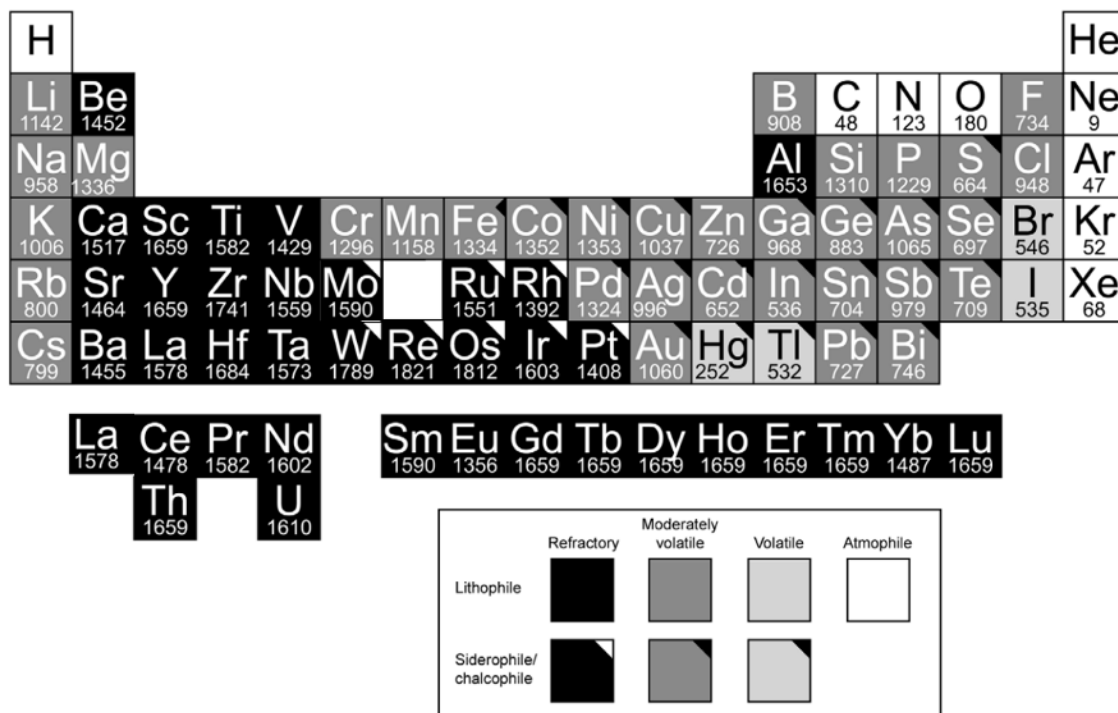 H He
Li Be B C N O F Ne
1142 1452 908 48 123 180 734 9
Na Mg Al Si P S Cl Ar
958 1336 1653 1310 1229 664 948 47
K Ca Sc Ti V Cr Mn Fe Co Ni Cu Zn Ga Ge As Se Br Kr
1006 1517 1659 1582 1429 1296 1158 1334 1352 1353 1037 726 968 883 1065 697 546 52
Rb Sr Y Zr Nb Mo Ru Rh Pd Ag Cd In Sn Sb Te I Xe
800 1464 1659 1741 1559 1590 1551 1392 1324 996 652 536 704 979 709 535 68
Cs Ba La Hf Ta W Re Os Ir Pt Au Hg Tl Pb Bi
799 1455 1578 1684 1573 1789 1821 1812 1603 1408 1060 252 532 727 746
La Ce Pr Nd Sm Eu Gd Tb Dy Ho Er Tm Yb Lu
1578 1478 1582 1602 1590 1356 1659 1659 1659 1659 1659 1659 1487 1659
Th U
1659 1610
Moderately
Refractory volatile Volatile Atmophile
Lithophile
Siderophile/
chalcophile